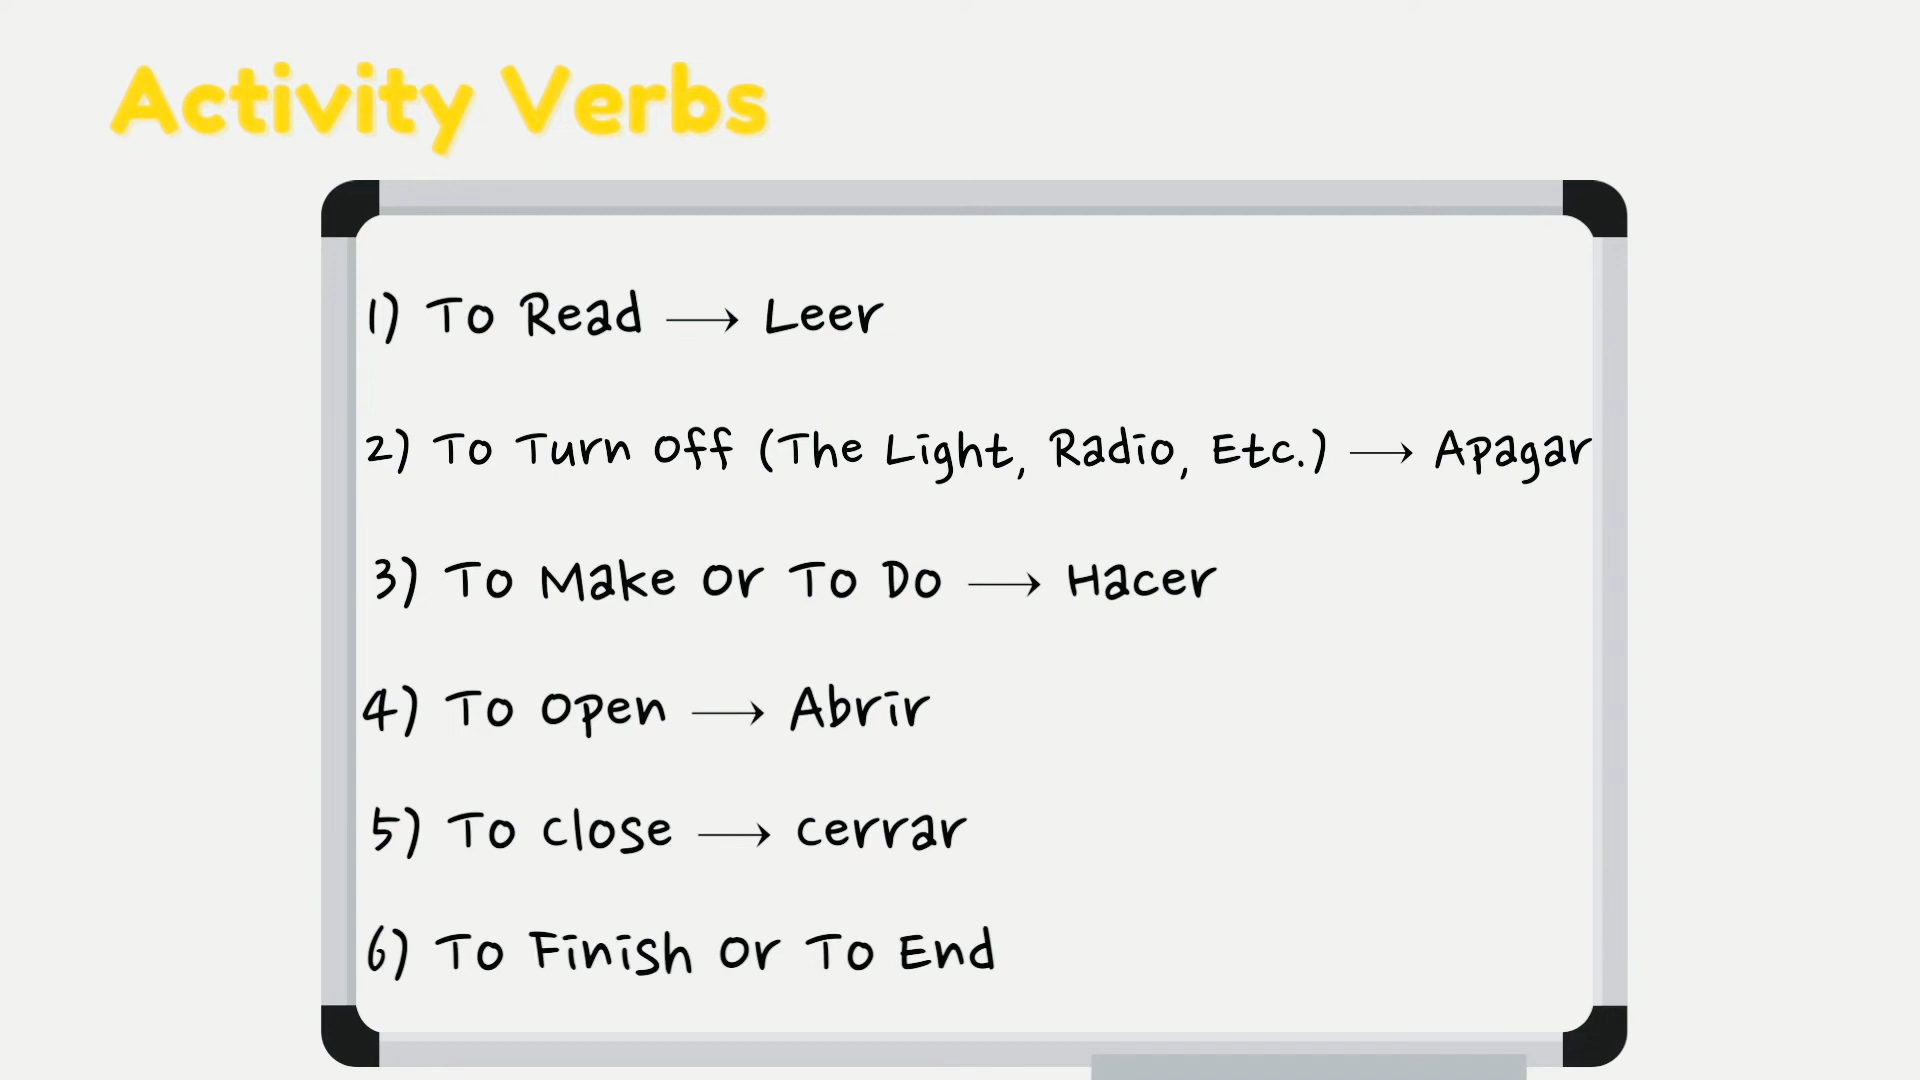 Activity Verbs
1) To Read → Leer
2) To Turn Off (The Light, Radio, Etc.) → Apagar
3) To Make Or To Do → Hacer
4) To Open → Abrir
5) To Close → Cerrar
6) To Finish Or To End